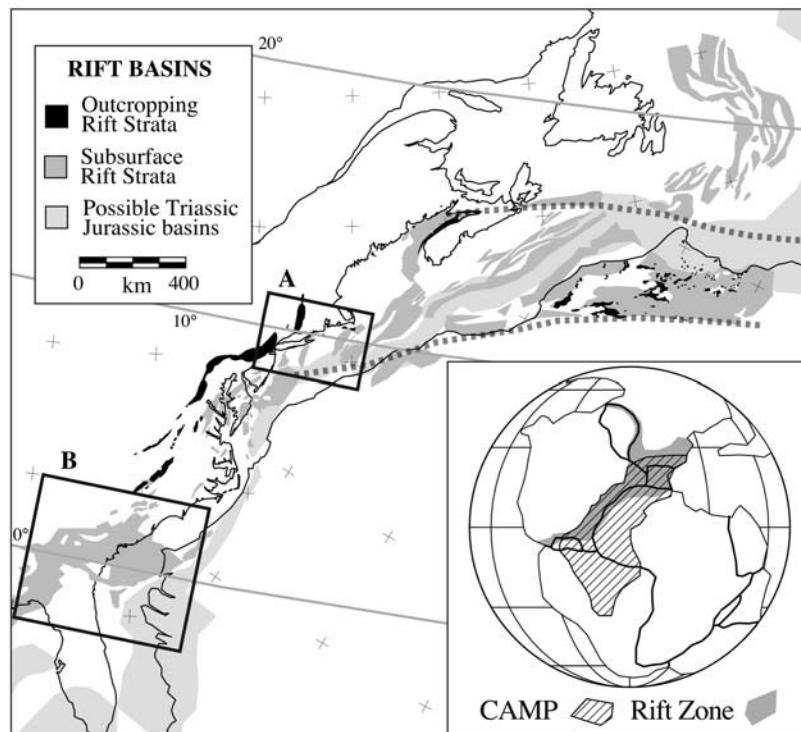 20°
RIFT BASINS
Outcropping
Rift Strata
Subsurface
Rift Strata
Possible Triassic
Jurassic basins
0 400
km
A
10°
B
0°
CAMP Rift Zone